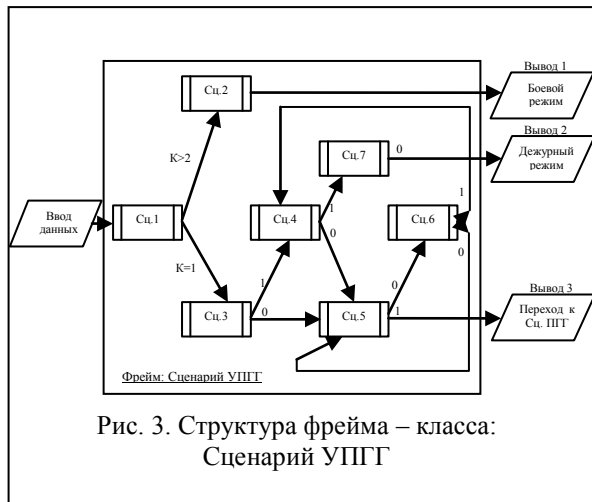 Вывод 1
Боевой
режим
Сц.2
Вывод 2
Дежурный
режим
0
Сц.7
К>2
1
Ввод
данных
Сц.1
Сц.4
1
0
Сц.6
0
К=1
1
0
0
Вывод 3
Переход к
Сц. ПГГ
Сц.3
Сц.5
1
Фрейм: Сценарий УПГГ
Рис. 3. Структура фрейма – класса:
Сценарий УПГГ